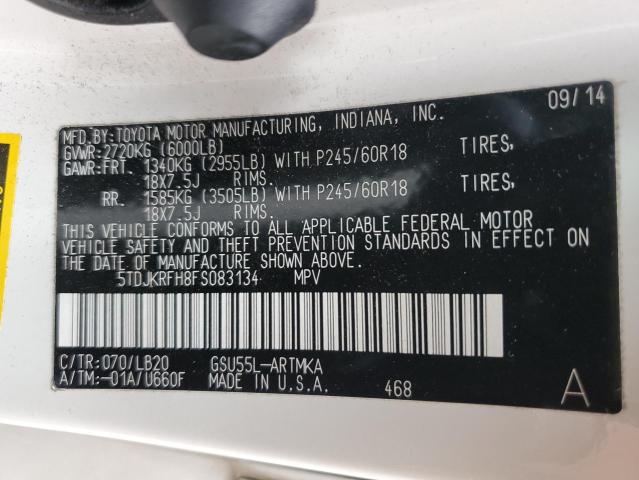 09/14
MFD.BY:TOYOTA MOTOR MANUFACTURING, INDIANA, INC.
GVWR:2720KG (6000LB)
GAWR:FRT. 1340KG (2955LB) WITH P245/60R18 TIRES,
18X7.5J RIMS.
RR. 1585KG (3505LB) WITH P245/60R18 TIRES,
18X7.5J RIMS.
THIS VEHICLE CONFORMS TO ALL APPLICABLE FEDERAL MOTOR
VEHICLE SAFETY AND THEFT PREVENTION STANDARDS IN EFFECT ON
THE DATE OF MANUFACTURE SHOWN ABOVE.
5TDJKRFH8FS083134 MPV
C/TR:070/LB20 GSU55L-ARTMKA
A/TM:-01A/U660F MADE IN U.S.A. 468 A